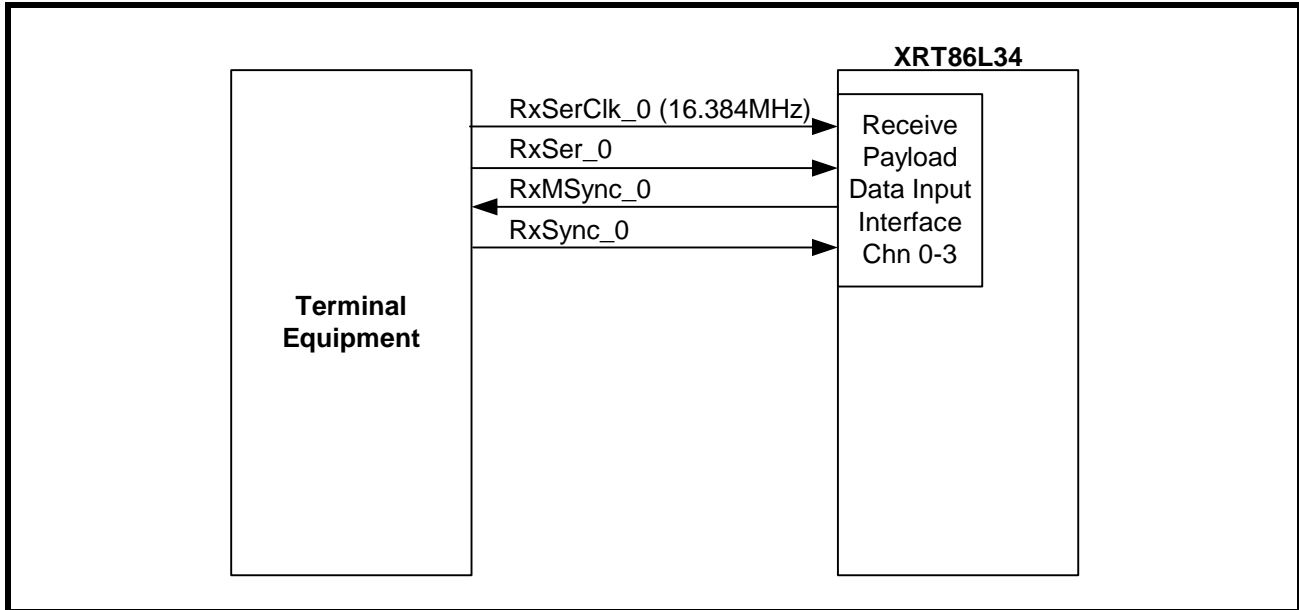 XRT86L34
RxSerClk_0 (16.384MHz)
RxSer_0
RxMSync_0
RxSync_0
Receive
Payload
Data Input
Interface
Chn 0-3
Terminal
Equipment